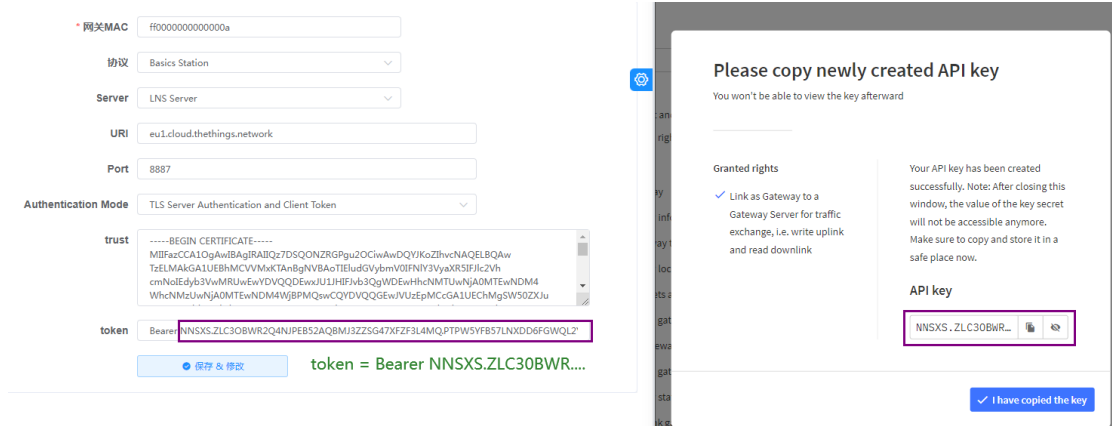 * 网关MAC
ff0000000000000a
协议
Basics Station
Server
LNS Server
URI
eu1.cloud.thethings.network
Port
8887
Authentication Mode
TLS Server Authentication and Client Token
trust
-----BEGIN CERTIFICATE-----
MIIFazCCA1OgAwIBAgIRAIIQz7DSQONZRGPgu2OCiwAwDQYJKoZIhvcNAQELBQAw
TzELMAkGA1UEBhMCVVMxKTAnBgNVBAoTIEludGVybmV0IFNlY3VyaXR5IFJlc2Vh
cmNoIEdyb3VwMRUwEwYDVQQDEwxJU1JHIFJvb3QgWDEwHhcNMTUwNjA0MTEwNDM4
WhcNMzUwNjA0MTEwNDM4WjBPMQswCQYDVQQGEwJVUzEpMCcGA1UEChMgSW50ZXJu
token
Bearer NNSXS.ZLC3OBWR2Q4NJPEB52AQBMJ3ZZSG47XFZF3L4MQ.PTPW5YFB57LNXDD6FGWQL2
保存 & 修改
token = Bearer NNSXS.ZLC30BWR....
Please copy newly created API key
You won't be able to view the key afterward
Granted rights
Link as Gateway to a
Gateway Server for traffic
exchange, i.e. write uplink
and read downlink
Your API key has been created
successfully. Note: After closing this
window, the value of the key secret
will not be accessible anymore.
Make sure to copy and store it in a
safe place now.
API key
NNSXS.ZLC3OBWR…
I have copied the key